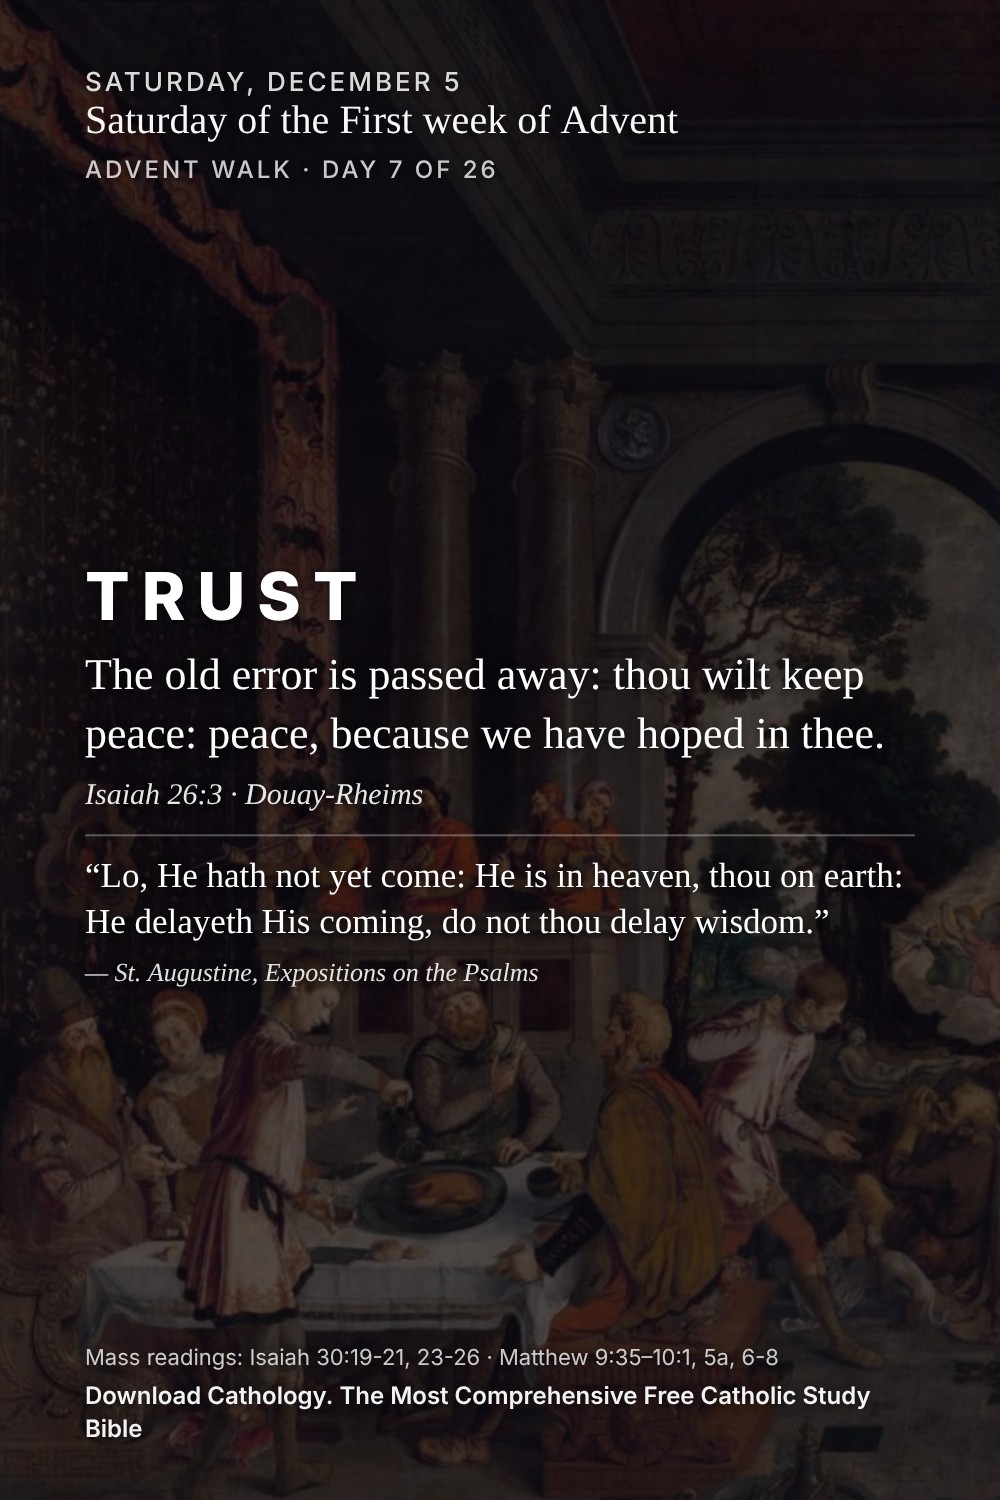 SATURDAY, DECEMBER 5
Saturday of the First week of Advent
ADVENT WALK · DAY 7 OF 26
TRUST
The old error is passed away: thou wilt keep
peace: peace, because we have hoped in thee.
Isaiah 26:3 · Douay-Rheims
“Lo, He hath not yet come: He is in heaven, thou on earth:
He delayeth His coming, do not thou delay wisdom.”
— St. Augustine, Expositions on the Psalms
Mass readings: Isaiah 30:19-21, 23-26 · Matthew 9:35–10:1, 5a, 6-8
Download Cathology. The Most Comprehensive Free Catholic Study
Bible